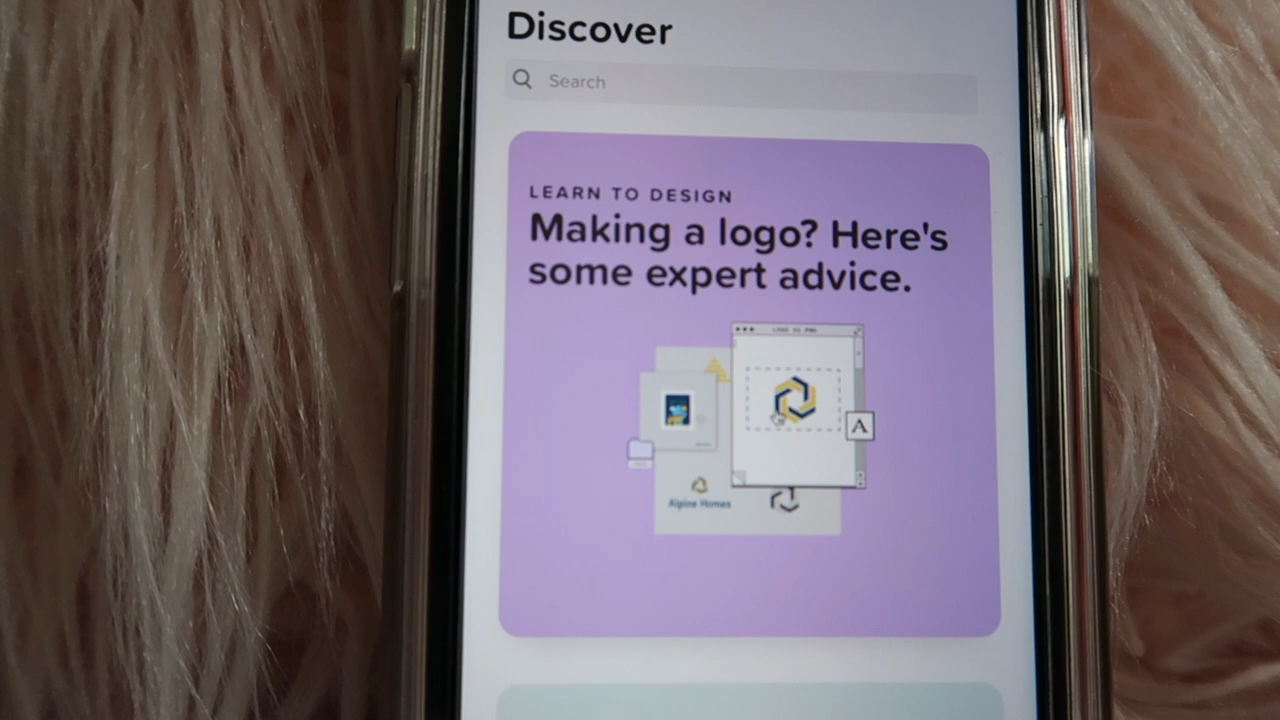 Discover
Search
LEARN TO DESIGN
Making a logo? Here's
some expert advice.
A
Alpine Homes